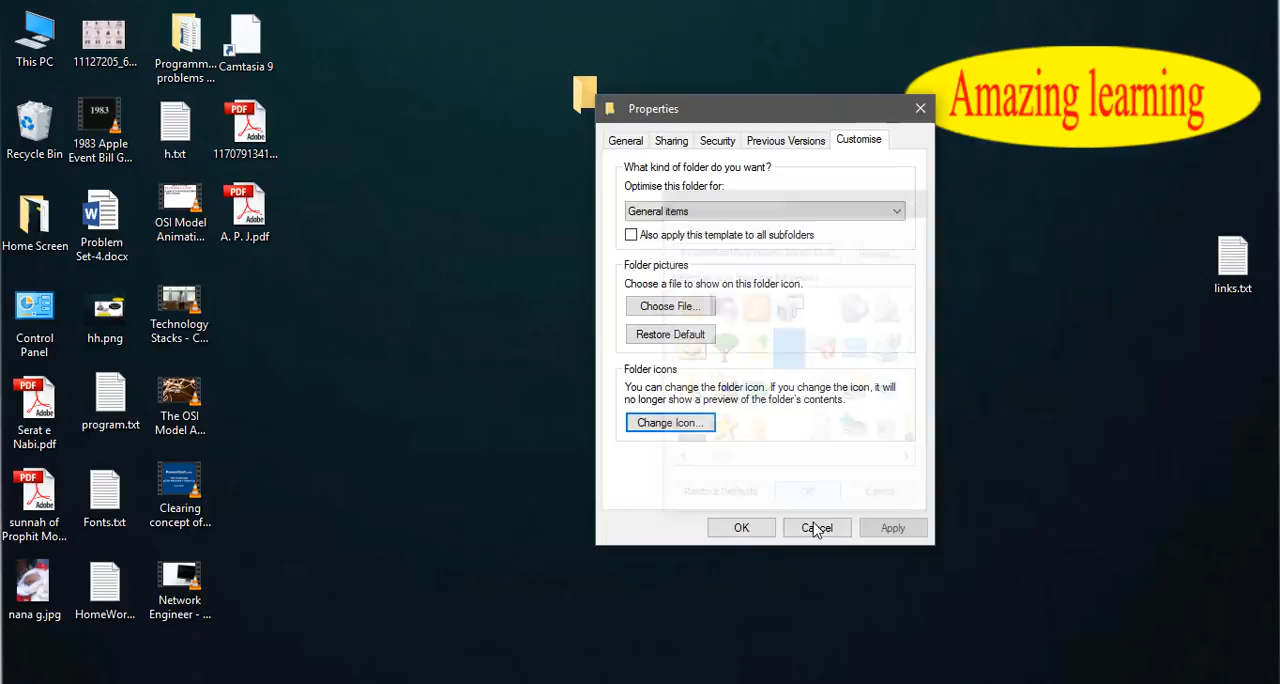 This PC
11127205_6...
Programm...
problems ...
Camtasia 9
Recycle Bin
1983
1983 Apple
Event Bill G...
h.txt
PDF
Adobe
1170791341...
Home Screen
Problem
Set-4.docx
OSI Model
Animati...
PDF
Adobe
A. P. J.pdf
Control
Panel
hh.png
Technology
Stacks - C...
PDF
Adobe
Serat e
Nabi.pdf
program.txt
The OSI
Model A...
PDF
Adobe
sunnah of
Prophit Mo...
Fonts.txt
Clearing
concept of...
nana g.jpg
HomeWor...
Network
Engineer - ...
Properties
General
Sharing
Security
Previous Versions
Customise
What kind of folder do you want?
Optimise this folder for:
General items
Also apply this template to all subfolders
Folder pictures
Choose a file to show on this folder icon.
Choose File...
Restore Default
Folder icons
You can change the folder icon. If you change the icon, it will
no longer show a preview of the folder's contents.
Change Icon...
Restore Defaults
OK
Cancel
OK
Cancel
Apply
Amazing learning
links.txt